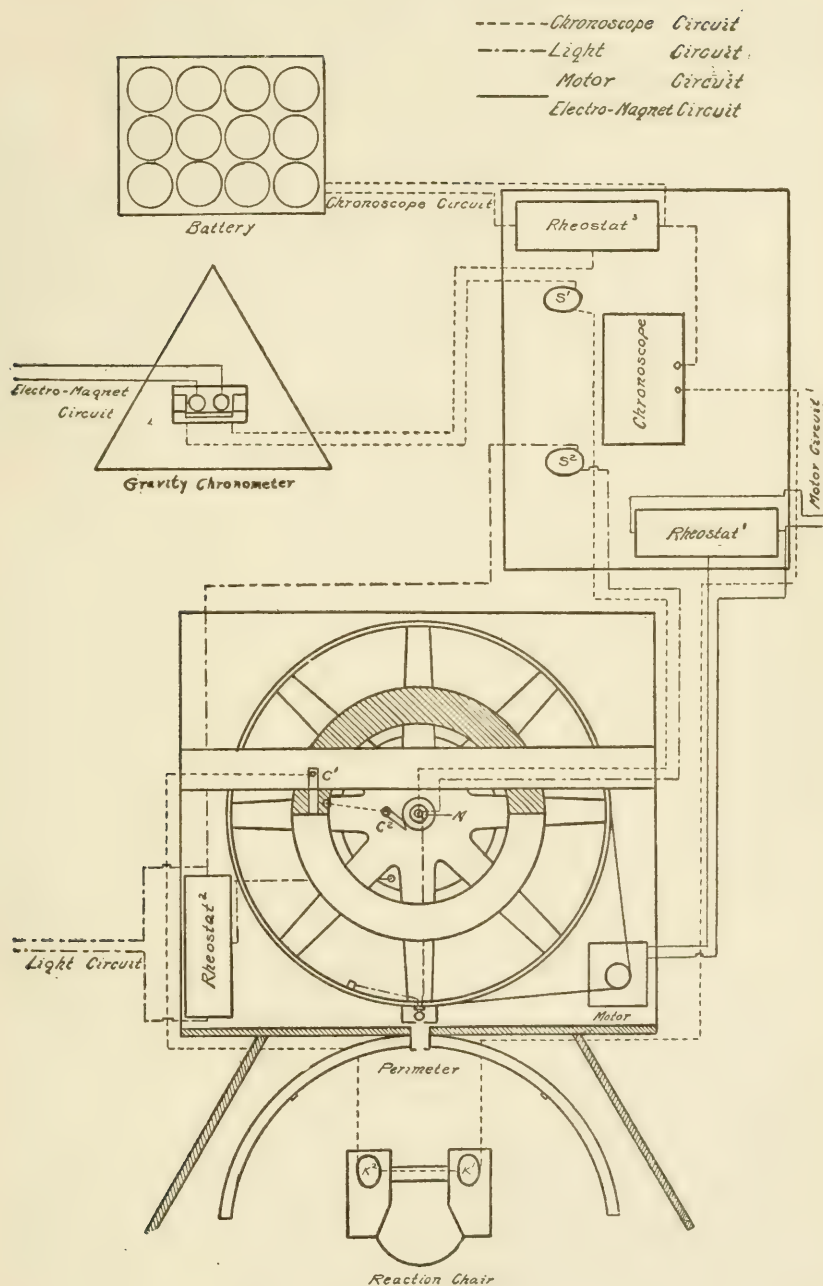 Chronoscope Circuit
Light Circuit
Motor Circuit
Electro-Magnet Circuit
Battery
Chronoscope Circuit
Rheostat³
S¹
Chronoscope
Electro-Magnet
Circuit
Gravity Chronometer
S²
Motor Circuit¹
Rheostat¹
C¹
C²
N
Rheostat²
Light Circuit
Motor
Perimeter
K²
K¹
Reaction Chair